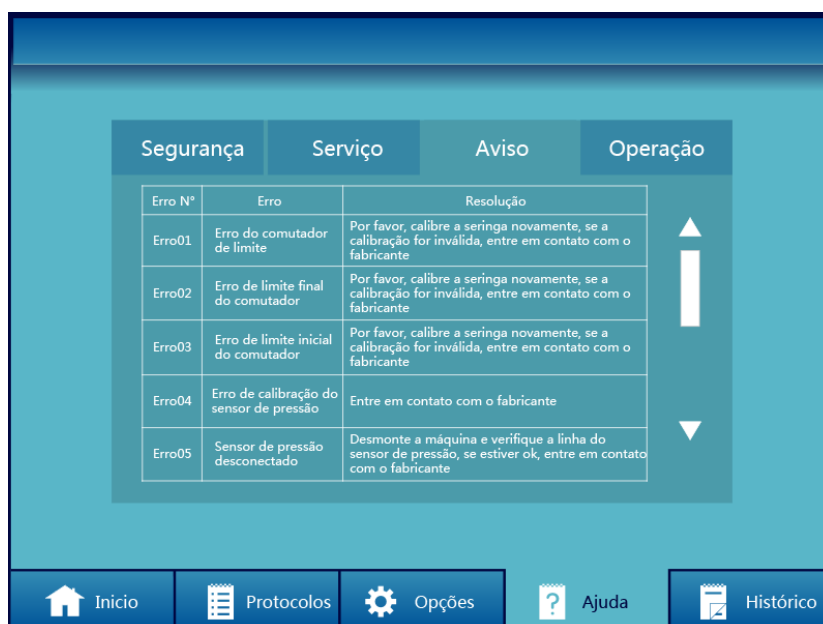 Segurança Serviço Aviso Operação
Erro N° Erro Resolução
Erro01
Erro do comutador
de limite
Por favor, calibre a seringa novamente, se a
calibração for inválida, entre em contato com o
fabricante
Erro02
Erro de limite final
do comutador
Por favor, calibre a seringa novamente, se a
calibração for inválida, entre em contato com o
fabricante
Erro03
Erro de limite inicial
do comutador
Por favor, calibre a seringa novamente, se a
calibração for inválida, entre em contato com o
fabricante
Erro04
Erro de calibração do
sensor de pressão
Entre em contato com o fabricante
Erro05
Sensor de pressão
desconectado
Desmonte a máquina e verifique a linha do
sensor de pressão, se estiver ok, entre em contato
com o fabricante
Inicio Protocolos Opções ? Ajuda Histórico